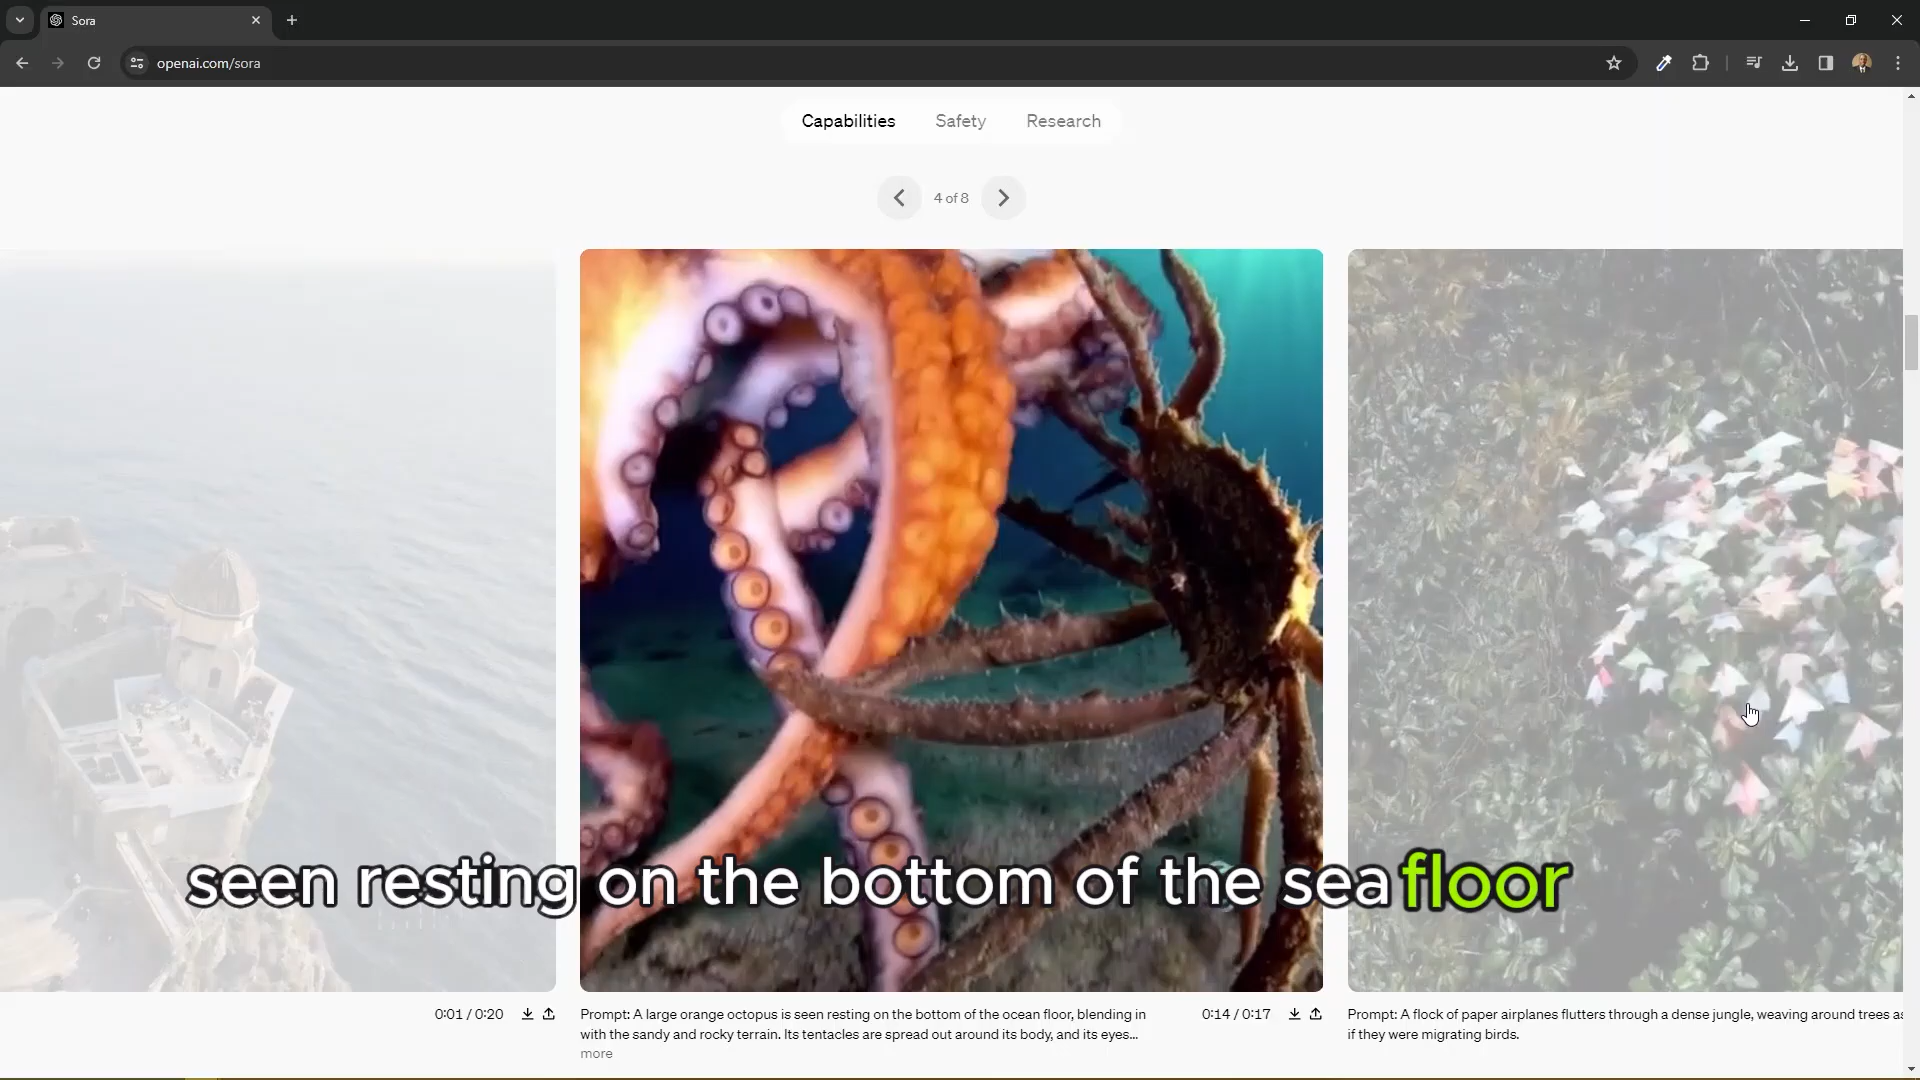 Sora
openai.com/sora
Capabilities Safety Research
4 of 8
seen resting on the bottom of the sea floor
0:01 / 0:20
Prompt: A large orange octopus is seen resting on the bottom of the ocean floor, blending in
with the sandy and rocky terrain. Its tentacles are spread out around its body, and its eyes...
more
0:14 / 0:17
Prompt: A flock of paper airplanes flutters through a dense jungle, weaving around trees as
if they were migrating birds.